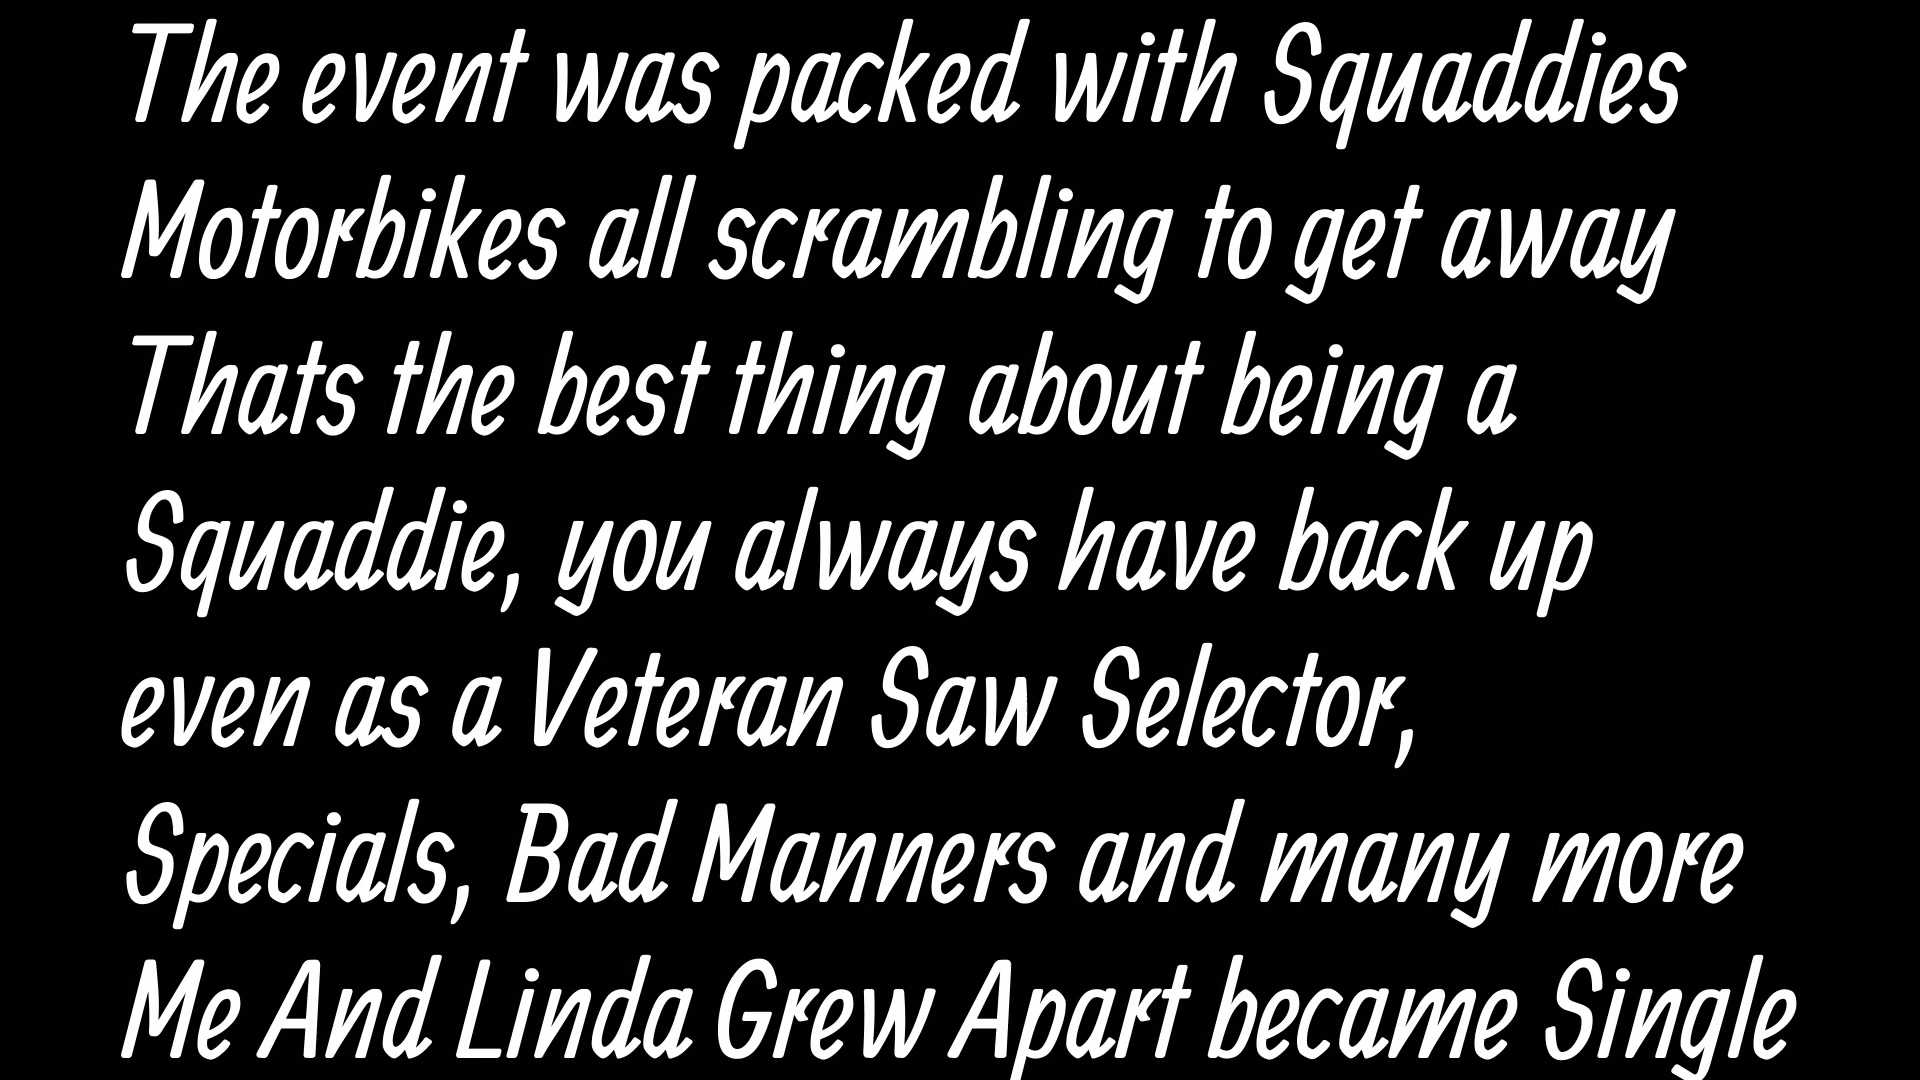 The event was packed with Squaddies
Motorbikes all scrambling to get away
Thats the best thing about being a
Squaddie, you always have back up
even as a Veteran Saw Selector,
Specials, Bad Manners and many more
Me And Linda Grew Apart became Single